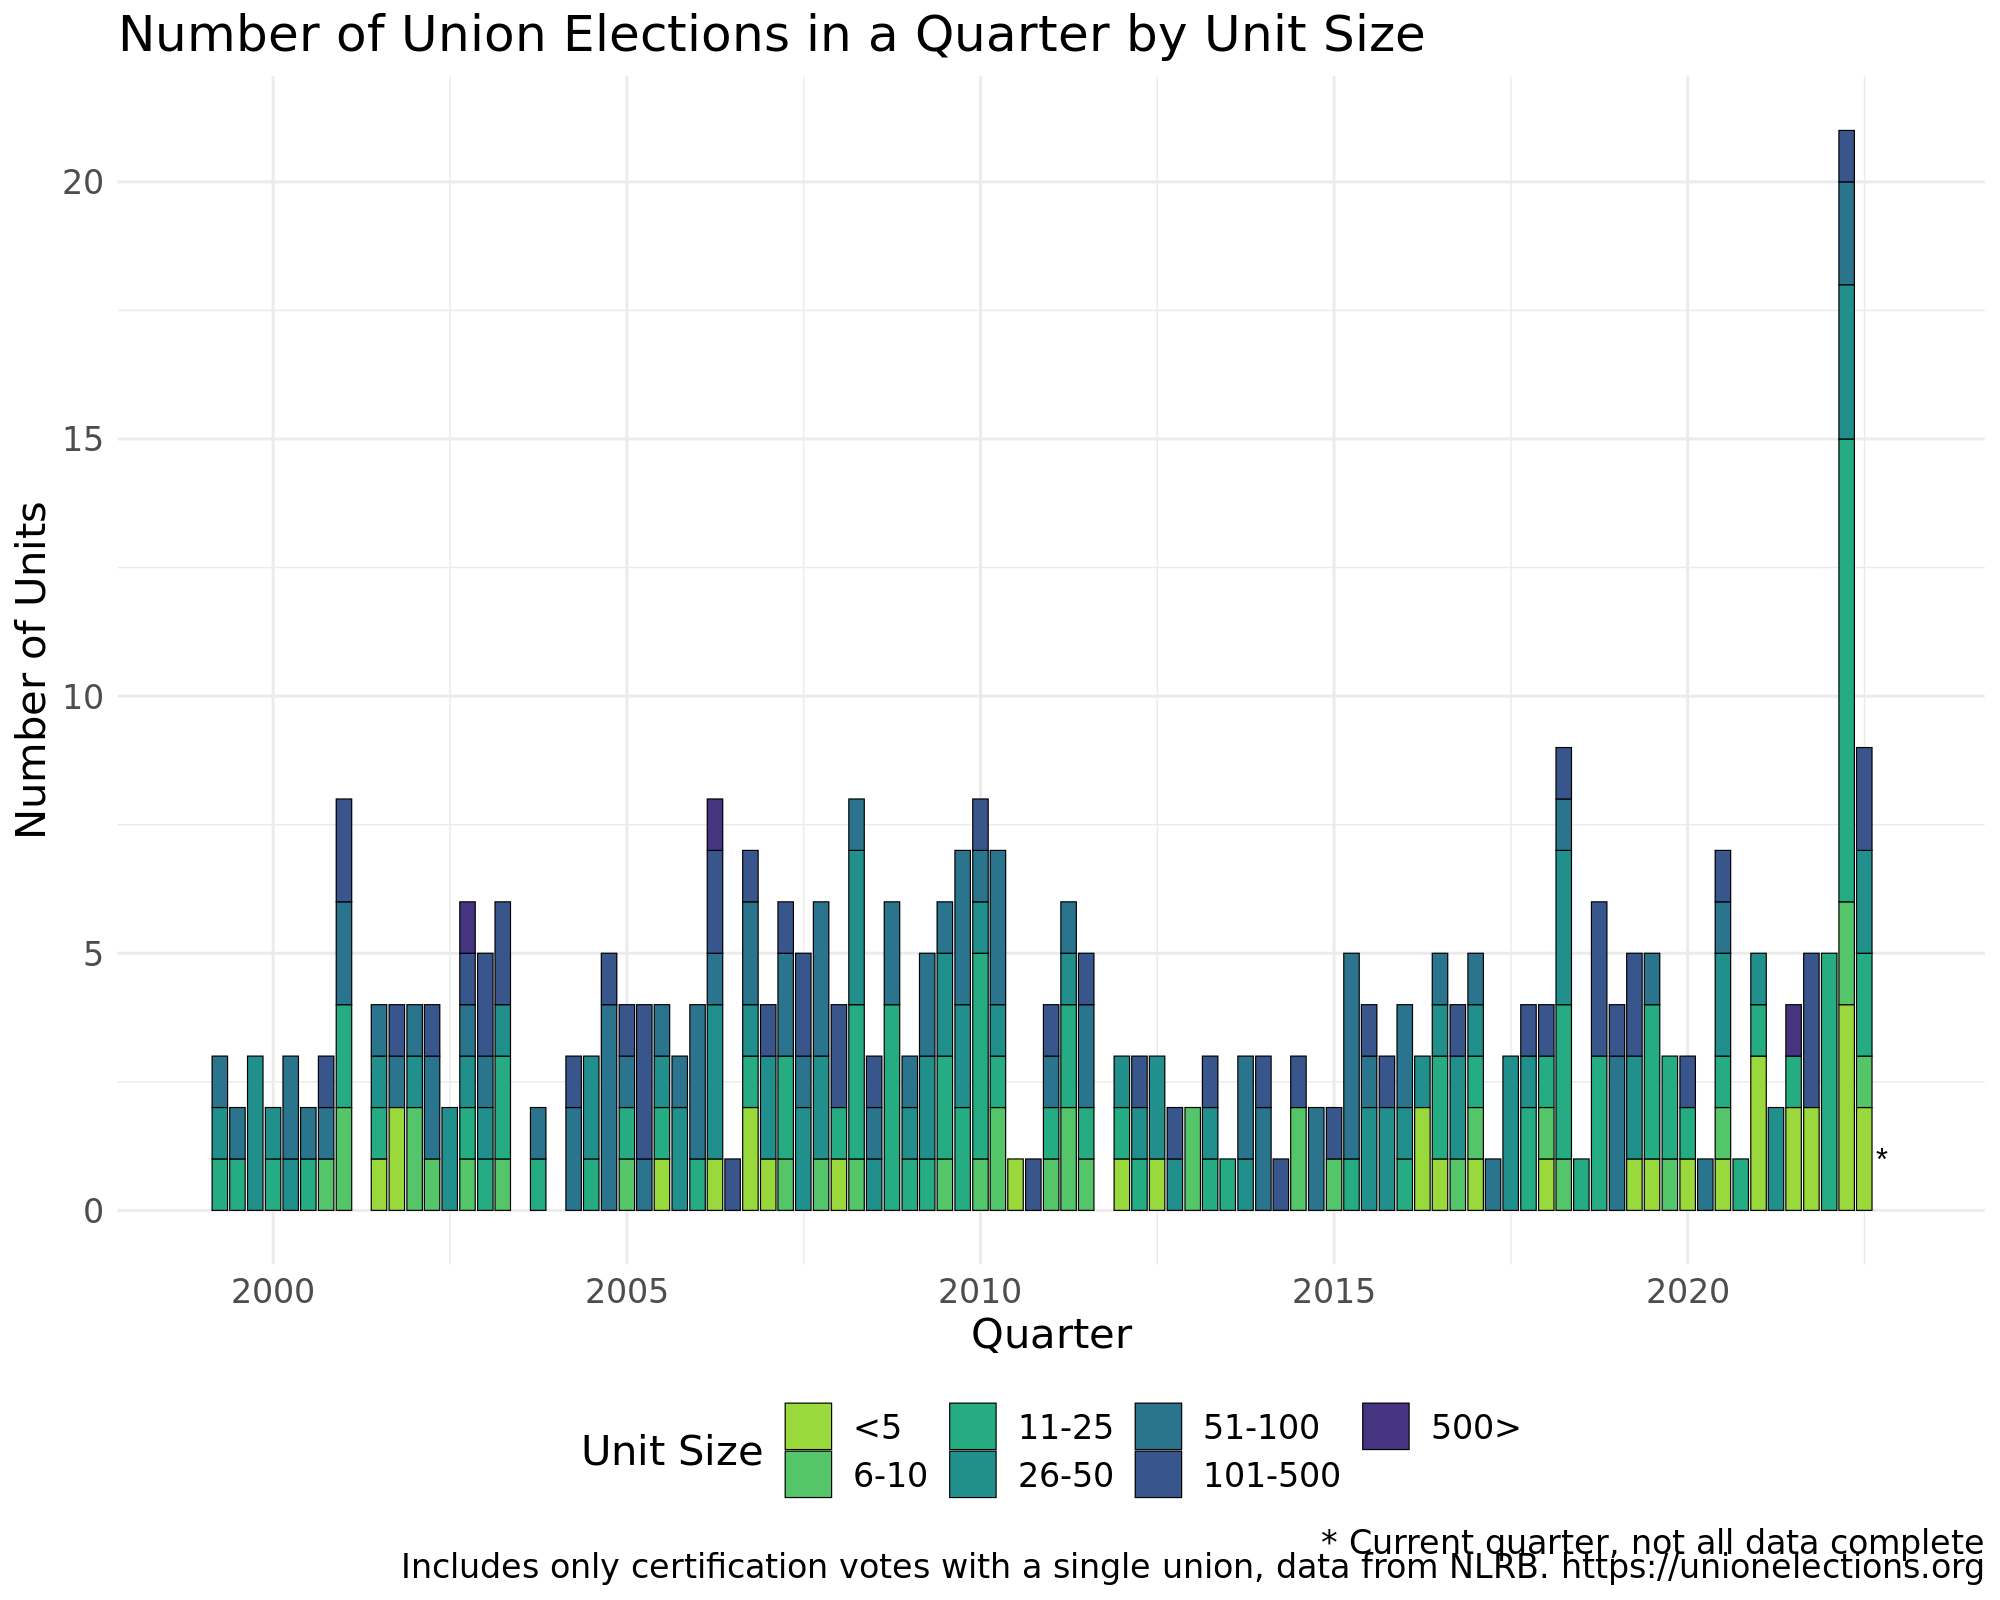 Number of Union Elections in a Quarter by Unit Size
Number of Units
20
15
10
5
0
*
2000 2005 2010 2015 2020
Quarter
Unit Size
<5 11-25 51-100 500>
6-10 26-50 101-500
* Current quarter, not all data complete
Includes only certification votes with a single union, data from NLRB. https://unionelections.org